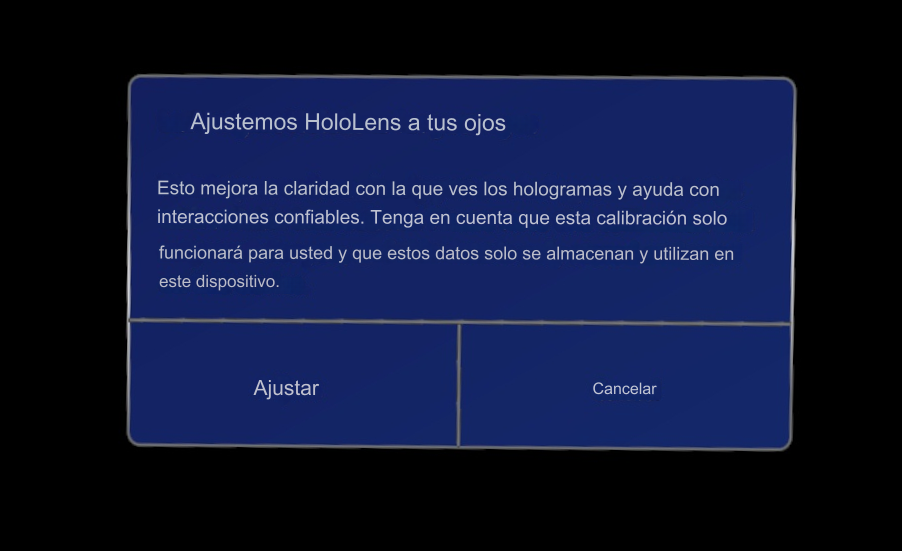 Ajustemos HoloLens a tus ojos
Esto mejora la claridad con la que ves los hologramas y ayuda con
interacciones confiables. Tenga en cuenta que esta calibración solo
funcionará para usted y que estos datos solo se almacenan y utilizan en
este dispositivo.
Ajustar
Cancelar